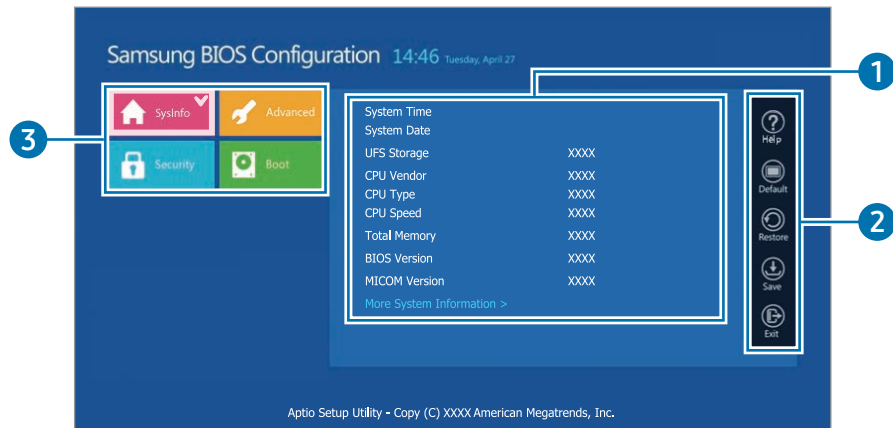 Samsung BIOS Configuration 14:46 Tuesday, April 27
1
3
SysInfo
Advanced
Security
Boot
System Time
System Date
UFS Storage XXXX
CPU Vendor XXXX
CPU Type XXXX
CPU Speed XXXX
Total Memory XXXX
BIOS Version XXXX
MICOM Version XXXX
More System Information >
Help
Default
Restore
Save
Exit
2
Aptio Setup Utility - Copy (C) XXXX American Megatrends, Inc.